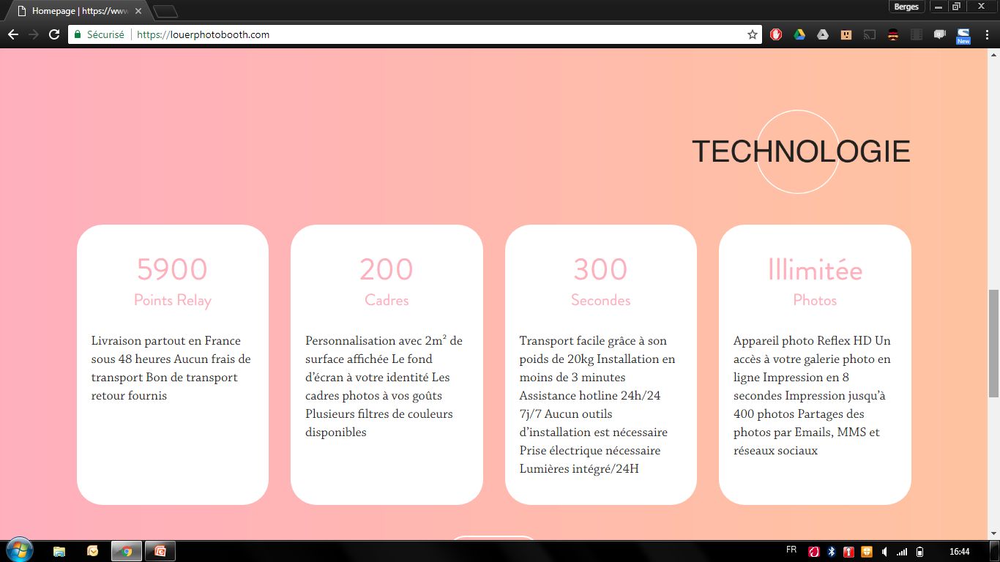 Homepage | https://www
Berges
Sécurisé
https://louerphotobooth.com
New
TECHNOLOGIE
5900
Points Relay
Livraison partout en France
sous 48 heures Aucun frais de
transport Bon de transport
retour fournis
200
Cadres
Personnalisation avec 2m² de
surface affichée Le fond
d’écran à votre identité Les
cadres photos à vos goûts
Plusieurs filtres de couleurs
disponibles
300
Secondes
Transport facile grâce à son
poids de 20kg Installation en
moins de 3 minutes
Assistance hotline 24h/24
7j/7 Aucun outils
d’installation est nécessaire
Prise électrique nécessaire
Lumières intégré/24H
Illimitée
Photos
Appareil photo Reflex HD Un
accès à votre galerie photo en
ligne Impression en 8
secondes Impression jusqu’à
400 photos Partages des
photos par Emails, MMS et
réseaux sociaux
FR
16:44